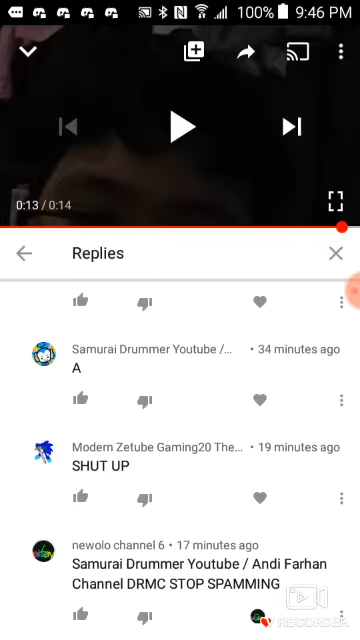 100% 9:46 PM
0:13 / 0:14
Replies
Samurai Drummer Youtube /... • 34 minutes ago
A
Modern Zetube Gaming20 The... • 19 minutes ago
SHUT UP
newolo channel 6 • 17 minutes ago
Samurai Drummer Youtube / Andi Farhan
Channel DRMC STOP SPAMMING
RECORDER